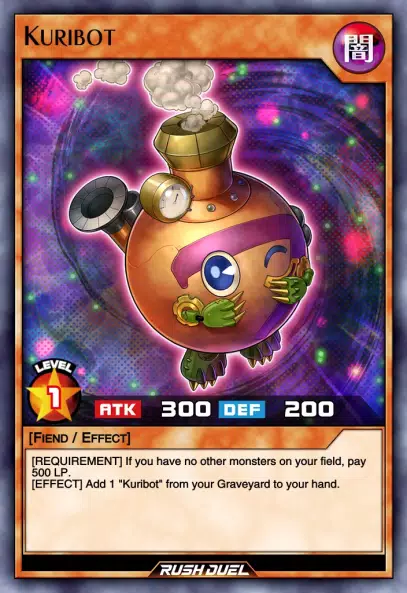 KURIBOT
闇
LEVEL
1
ATK 300 DEF 200
[FIEND / EFFECT]
[REQUIREMENT] If you have no other monsters on your field, pay
500 LP.
[EFFECT] Add 1 "Kuribot" from your Graveyard to your hand.
RUSH DUEL